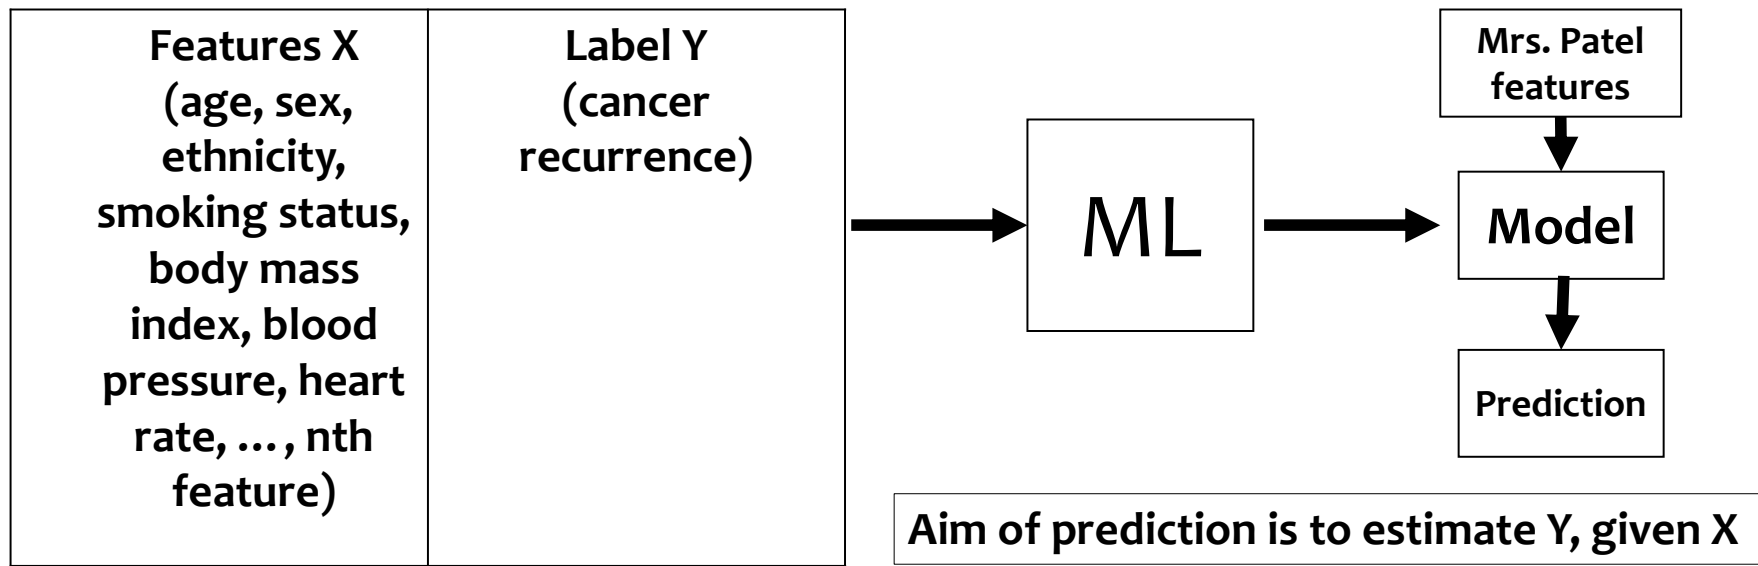 Features X
(age, sex,
ethnicity,
smoking status,
body mass
index, blood
pressure, heart
rate, ..., nth
feature)
Label Y
(cancer
recurrence)
ML
Mrs. Patel
features
Model
Prediction
Aim of prediction is to estimate Y, given X